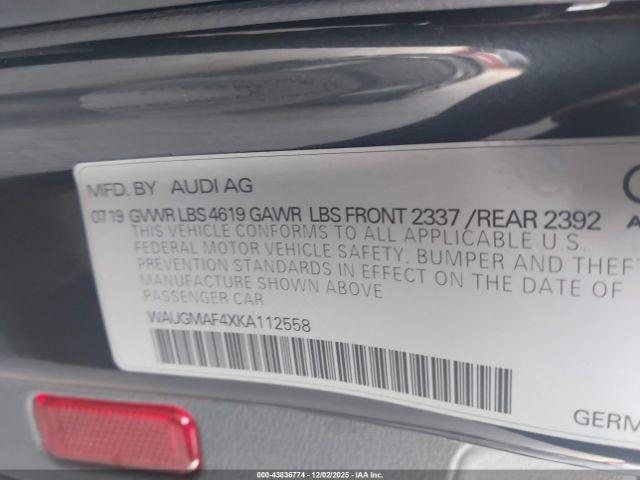 MFD. BY AUDI AG
0719 GVWR LBS 4619 GAWR LBS FRONT 2337 /REAR 2392
THIS VEHICLE CONFORMS TO ALL APPLICABLE U.S.
FEDERAL MOTOR VEHICLE SAFETY, BUMPER AND THEFT
PREVENTION STANDARDS IN EFFECT ON THE DATE OF
MANUFACTURE SHOWN ABOVE.
PASSENGER CAR
WAUGMAF4XKA112558
GERM
000-43836774 - 12/02/2025 - IAA, Inc.